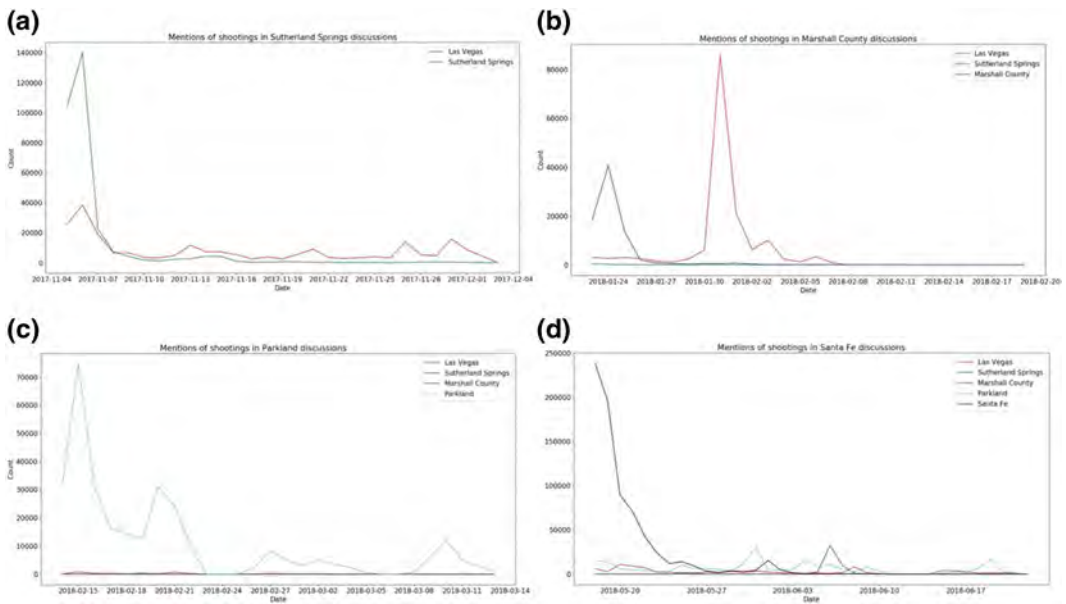 (a)
Mentions of shootings in Sutherland Springs discussions
Las Vegas
Sutherland Springs
140000
120000
100000
80000
60000
40000
20000
0
Count
2017-11-04 2017-11-07 2017-11-10 2017-11-13 2017-11-16 2017-11-19 2017-11-22 2017-11-25 2017-11-28 2017-12-01 2017-12-04
Date
(b)
Mentions of shootings in Marshall County discussions
Las Vegas
Sutherland Springs
Marshall County
80000
60000
40000
20000
0
Count
2018-01-24 2018-01-27 2018-01-30 2018-02-02 2018-02-05 2018-02-08 2018-02-11 2018-02-14 2018-02-17 2018-02-20
Date
(c)
Mentions of shootings in Parkland discussions
Las Vegas
Sutherland Springs
Marshall County
Parkland
70000
60000
50000
40000
30000
20000
10000
0
Count
2018-02-15 2018-02-18 2018-02-21 2018-02-24 2018-02-27 2018-03-02 2018-03-05 2018-03-08 2018-03-11 2018-03-14
Date
(d)
Mentions of shootings in Santa Fe discussions
Las Vegas
Sutherland Springs
Marshall County
Parkland
Santa Fe
250000
200000
150000
100000
50000
0
Count
2018-05-20 2018-05-27 2018-06-03 2018-06-10 2018-06-17
Date